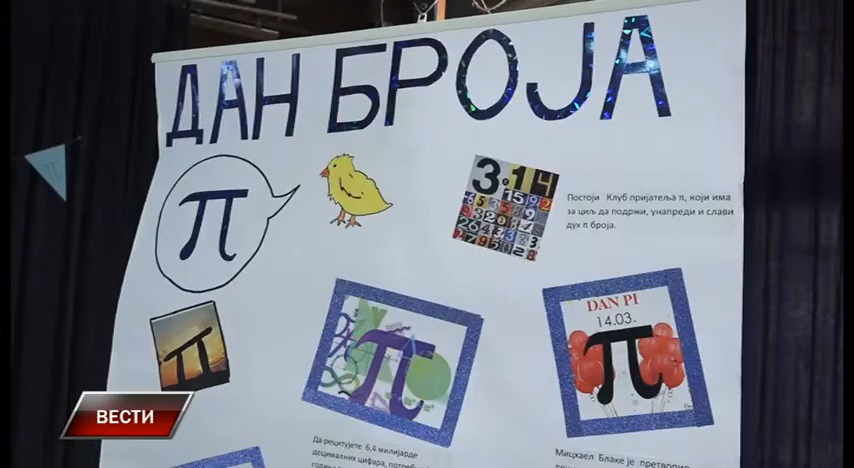 ДАН БРОЈА
π
3.14
Постоји Клуб пријатеља π, који има
за циљ да подржи, унапреди и слави
дух π броја.
π
π
DAN PI
14.03.
π
ВЕСТИ
Да рецитујете 6,4 милијарде
децималних цифара, потребно
Мицхаел Блаке је претворио